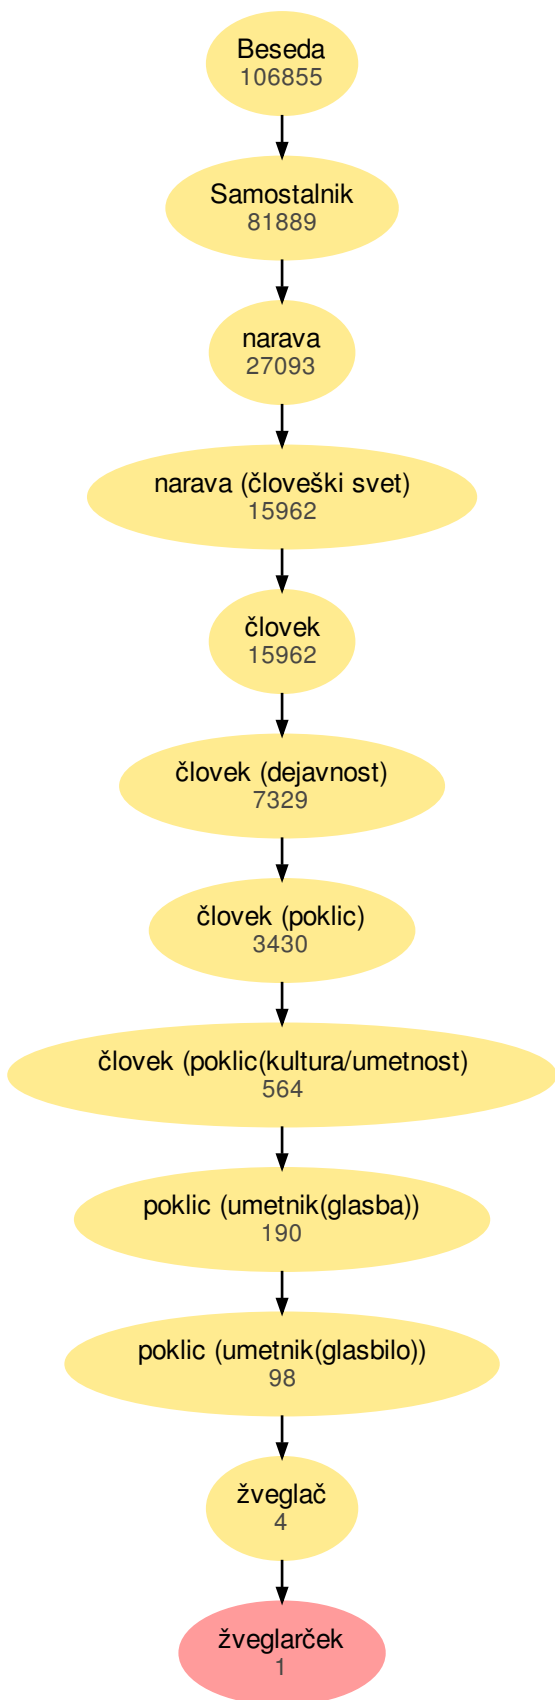 Beseda
106855
Samostalnik
81889
narava
27093
narava (človeški svet)
15962
človek
15962
človek (dejavnost)
7329
človek (poklic)
3430
človek (poklic(kultura/umetnost)
564
poklic (umetnik(glasba))
190
poklic (umetnik(glasbilo))
98
žveglač
4
žveglarček
1